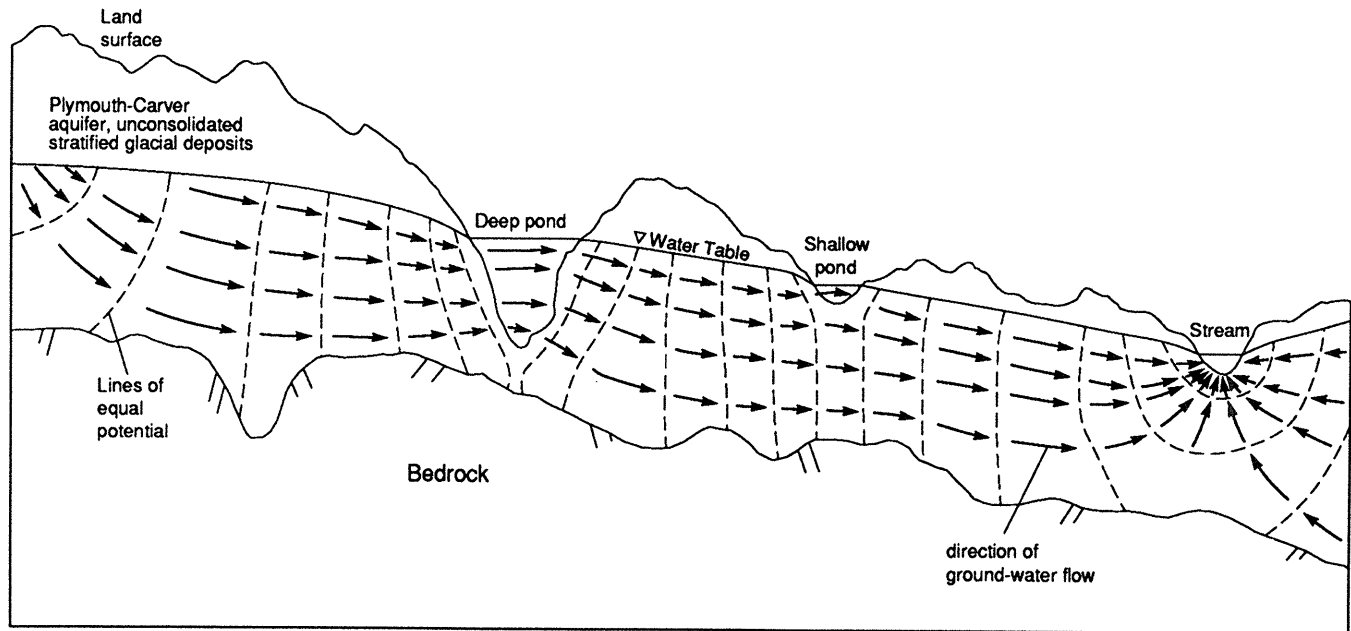 Land
surface
Plymouth-Carver
aquifer, unconsolidated
stratified glacial deposits
Deep pond
Water Table
Shallow
pond
Stream
Lines of
equal
potential
Bedrock
direction of
ground-water flow